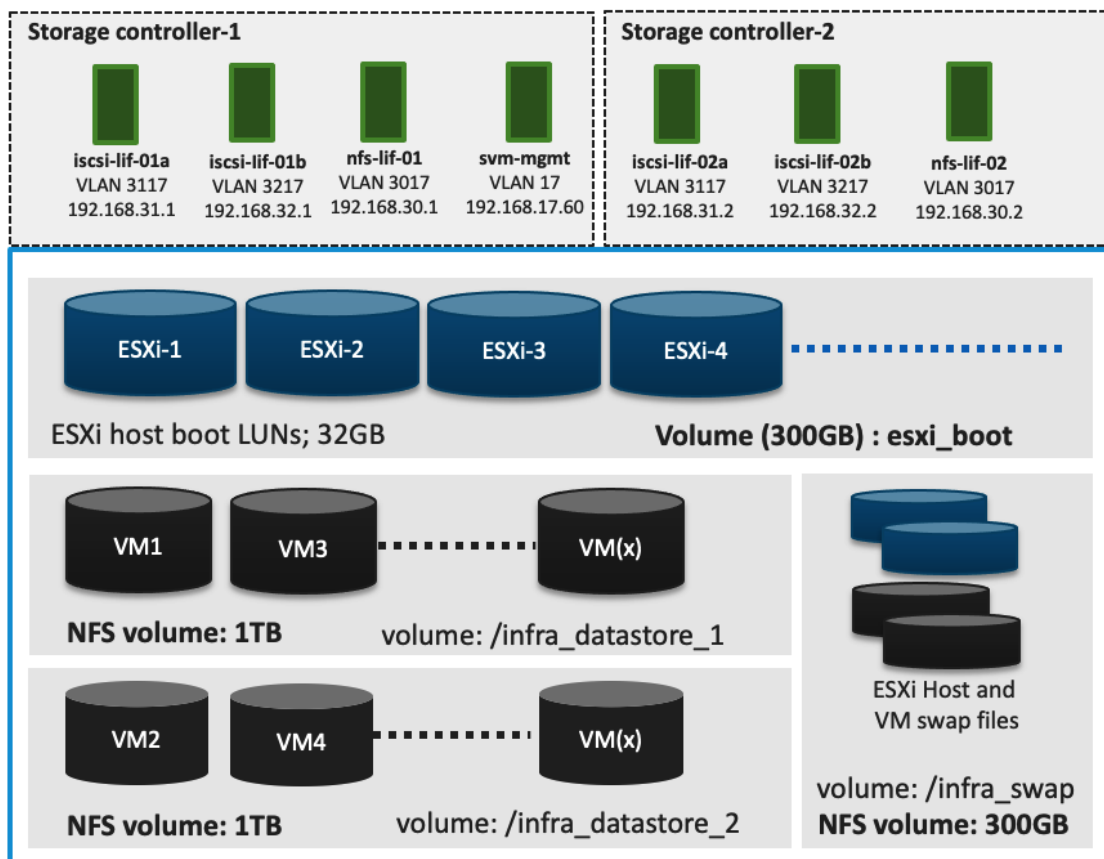 Storage controller-1
iscsi-lif-01a
VLAN 3117
192.168.31.1
iscsi-lif-01b
VLAN 3217
192.168.32.1
nfs-lif-01
VLAN 3017
192.168.30.1
svm-mgmt
VLAN 17
192.168.17.60
Storage controller-2
iscsi-lif-02a
VLAN 3117
192.168.31.2
iscsi-lif-02b
VLAN 3217
192.168.32.2
nfs-lif-02
VLAN 3017
192.168.30.2
ESXi-1
ESXi-2
ESXi-3
ESXi-4
ESXi host boot LUNs; 32GB
Volume (300GB) : esxi_boot
VM1
VM3
VM(x)
NFS volume: 1TB
volume: /infra_datastore_1
VM2
VM4
VM(x)
NFS volume: 1TB
volume: /infra_datastore_2
ESXi Host and
VM swap files
volume: /infra_swap
NFS volume: 300GB